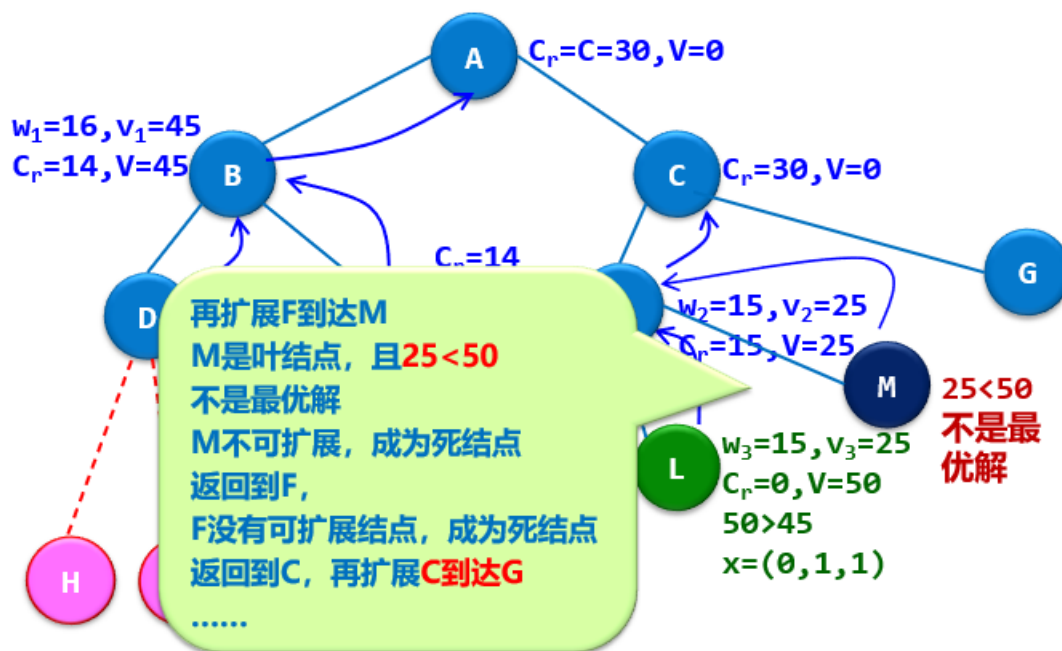 A
Cr=C=30,V=0
w1=16,v1=45
Cr=14,V=45
B
C
Cr=30,V=0
G
Cr=14
D
w2=15,v2=25
Cr=15,V=25
M
25<50
不是最
优解
再扩展F到达M
M是叶结点，且25<50
不是最优解
M不可扩展，成为死结点
返回到F，
F没有可扩展结点，成为死结点
返回到C，再扩展C到达G
......
L
w3=15,v3=25
Cr=0,V=50
50>45
x=(0,1,1)
H